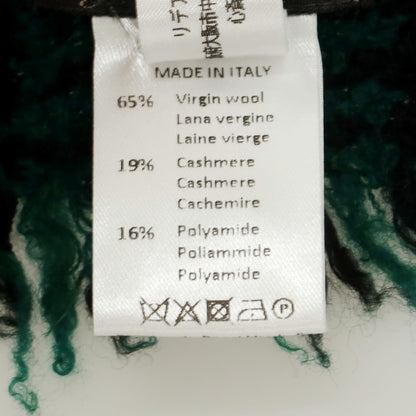 MADE IN ITALY
65% Virgin wool
Lana vergine
Laine vierge
19% Cashmere
Cashmere
Cachemire
16% Polyamide
Poliammide
Polyamide
P